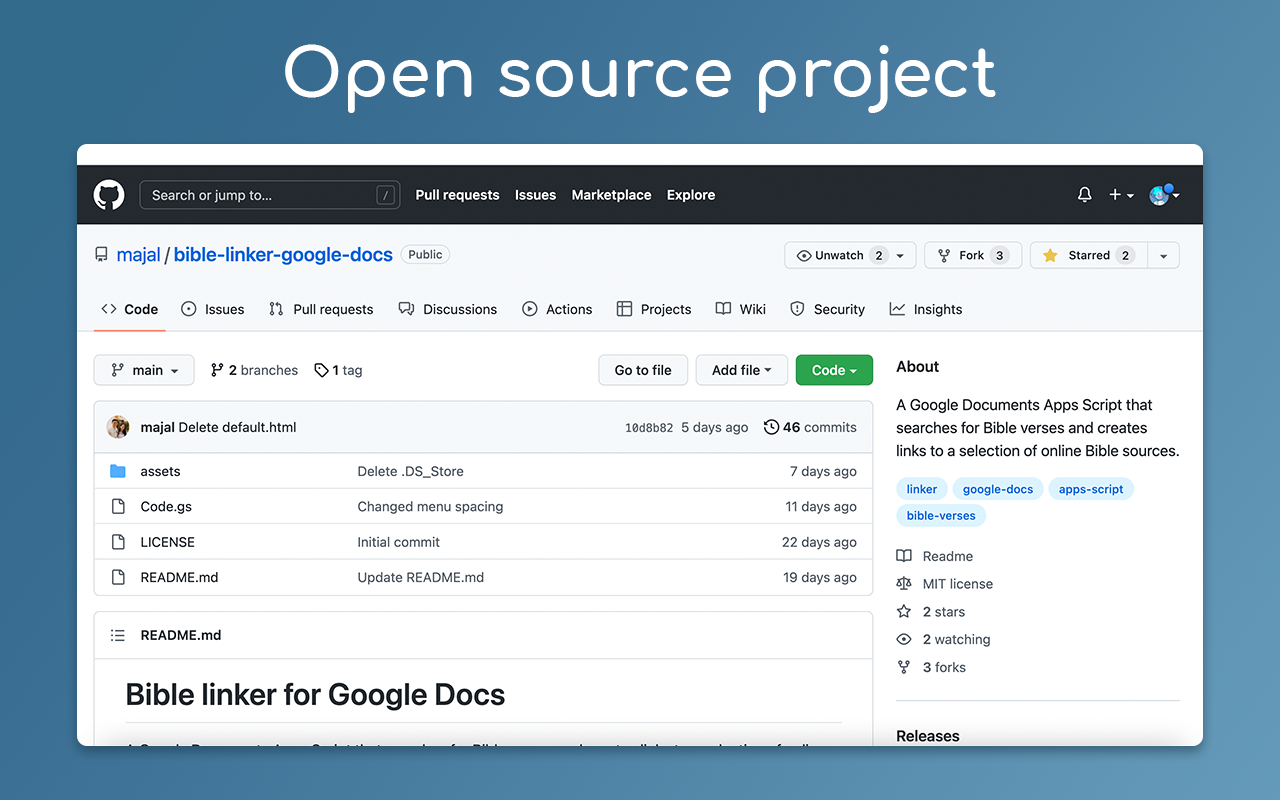 Open source project
Search or jump to... /
Pull requests Issues Marketplace Explore
majal / bible-linker-google-docs Public
Unwatch 2 Fork 3 Starred 2
Code Issues Pull requests Discussions Actions Projects Wiki Security Insights
main 2 branches 1 tag
Go to file Add file Code
majal Delete default.html 10d8b82 5 days ago 46 commits
assets Delete .DS_Store 7 days ago
Code.gs Changed menu spacing 11 days ago
LICENSE Initial commit 22 days ago
README.md Update README.md 19 days ago
README.md
Bible linker for Google Docs
About
A Google Documents Apps Script that
searches for Bible verses and creates
links to a selection of online Bible sources.
linker google-docs apps-script
bible-verses
Readme
MIT license
2 stars
2 watching
3 forks
Releases